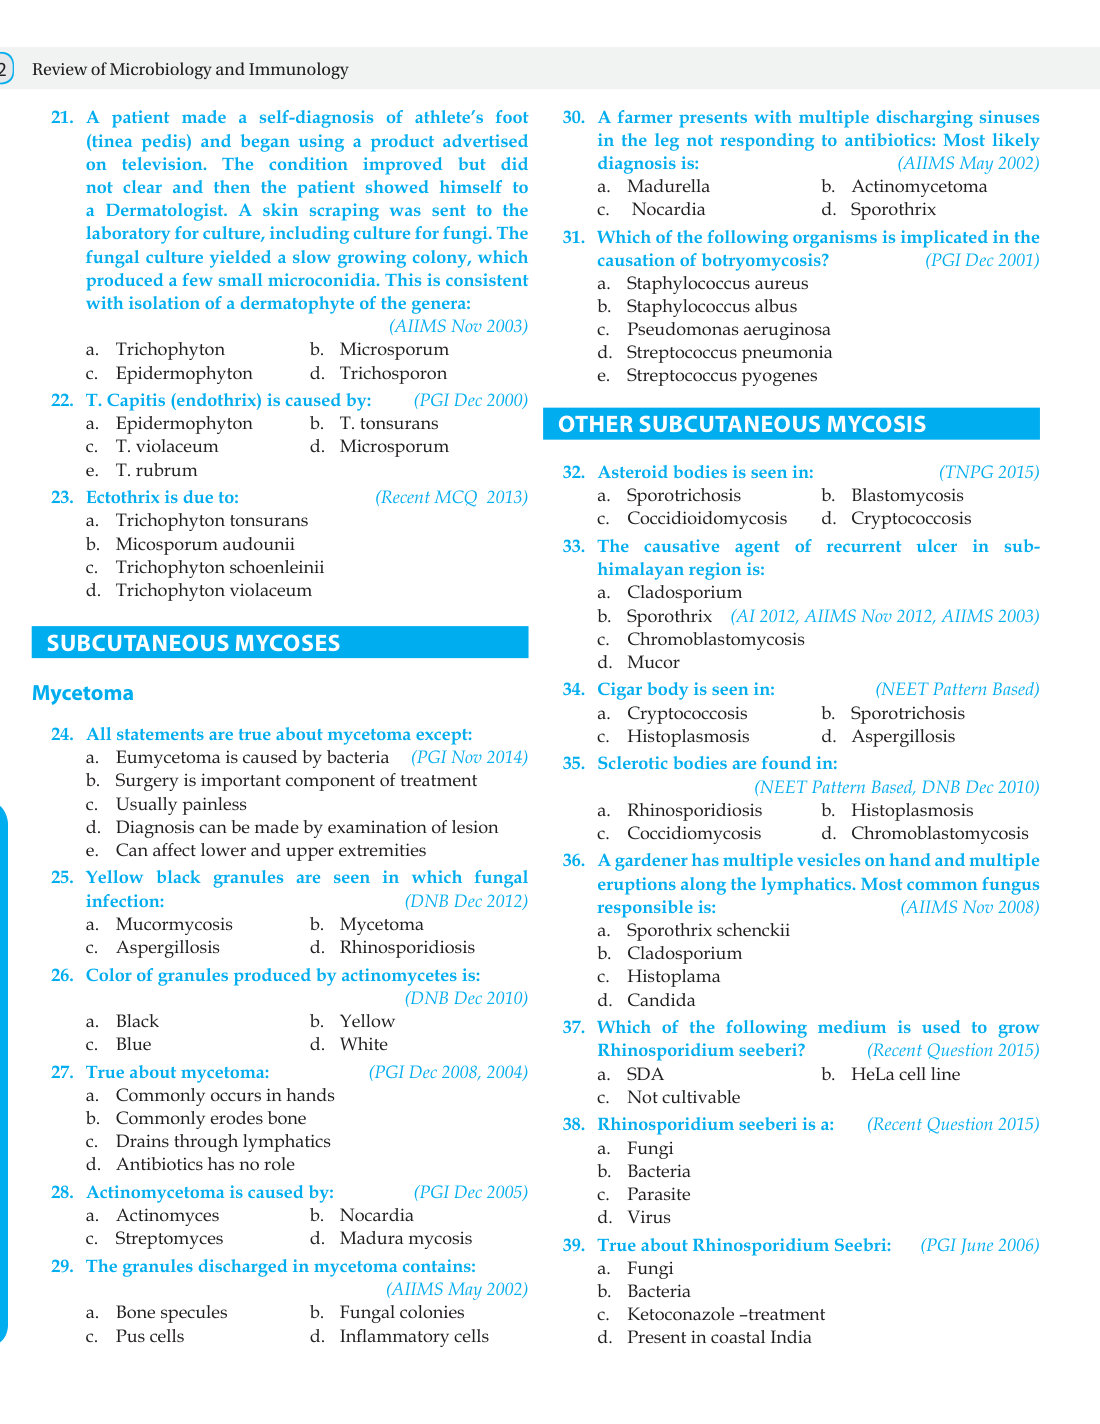 2 Review of Microbiology and Immunology
21. A patient made a self-diagnosis of athlete's foot
(tinea pedis) and began using a product advertised
on television. The condition improved but did
not clear and then the patient showed himself to
a Dermatologist. A skin scraping was sent to the
laboratory for culture, including culture for fungi. The
fungal culture yielded a slow growing colony, which
produced a few small microconidia. This is consistent
with isolation of a dermatophyte of the genera:
(AIIMS Nov 2003)
a. Trichophyton b. Microsporum
c. Epidermophyton d. Trichosporon
22. T. Capitis (endothrix) is caused by: (PGI Dec 2000)
a. Epidermophyton b. T. tonsurans
c. T. violaceum d. Microsporum
e. T. rubrum
23. Ectothrix is due to: (Recent MCQ 2013)
a. Trichophyton tonsurans
b. Micosporum audounii
c. Trichophyton schoenleinii
d. Trichophyton violaceum
SUBCUTANEOUS MYCOSES
Mycetoma
24. All statements are true about mycetoma except:
a. Eumycetoma is caused by bacteria (PGI Nov 2014)
b. Surgery is important component of treatment
c. Usually painless
d. Diagnosis can be made by examination of lesion
e. Can affect lower and upper extremities
25. Yellow black granules are seen in which fungal
infection: (DNB Dec 2012)
a. Mucormycosis b. Mycetoma
c. Aspergillosis d. Rhinosporidiosis
26. Color of granules produced by actinomycetes is:
(DNB Dec 2010)
a. Black b. Yellow
c. Blue d. White
27. True about mycetoma: (PGI Dec 2008, 2004)
a. Commonly occurs in hands
b. Commonly erodes bone
c. Drains through lymphatics
d. Antibiotics has no role
28. Actinomycetoma is caused by: (PGI Dec 2005)
a. Actinomyces b. Nocardia
c. Streptomyces d. Madura mycosis
29. The granules discharged in mycetoma contains:
(AIIMS May 2002)
a. Bone specules b. Fungal colonies
c. Pus cells d. Inflammatory cells
30. A farmer presents with multiple discharging sinuses
in the leg not responding to antibiotics: Most likely
diagnosis is: (AIIMS May 2002)
a. Madurella b. Actinomycetoma
c. Nocardia d. Sporothrix
31. Which of the following organisms is implicated in the
causation of botryomycosis? (PGI Dec 2001)
a. Staphylococcus aureus
b. Staphylococcus albus
c. Pseudomonas aeruginosa
d. Streptococcus pneumonia
e. Streptococcus pyogenes
OTHER SUBCUTANEOUS MYCOSIS
32. Asteroid bodies is seen in: (TNPG 2015)
a. Sporotrichosis b. Blastomycosis
c. Coccidioidomycosis d. Cryptococcosis
33. The causative agent of recurrent ulcer in sub-
himalayan region is:
a. Cladosporium
b. Sporothrix (AI 2012, AIIMS Nov 2012, AIIMS 2003)
c. Chromoblastomycosis
d. Mucor
34. Cigar body is seen in: (NEET Pattern Based)
a. Cryptococcosis b. Sporotrichosis
c. Histoplasmosis d. Aspergillosis
35. Sclerotic bodies are found in:
(NEET Pattern Based, DNB Dec 2010)
a. Rhinosporidiosis b. Histoplasmosis
c. Coccidiomycosis d. Chromoblastomycosis
36. A gardener has multiple vesicles on hand and multiple
eruptions along the lymphatics. Most common fungus
responsible is: (AIIMS Nov 2008)
a. Sporothrix schenckii
b. Cladosporium
c. Histoplama
d. Candida
37. Which of the following medium is used to grow
Rhinosporidium seeberi? (Recent Question 2015)
a. SDA b. HeLa cell line
c. Not cultivable
38. Rhinosporidium seeberi is a: (Recent Question 2015)
a. Fungi
b. Bacteria
c. Parasite
d. Virus
39. True about Rhinosporidium Seebri: (PGI June 2006)
a. Fungi
b. Bacteria
c. Ketoconazole –treatment
d. Present in coastal India